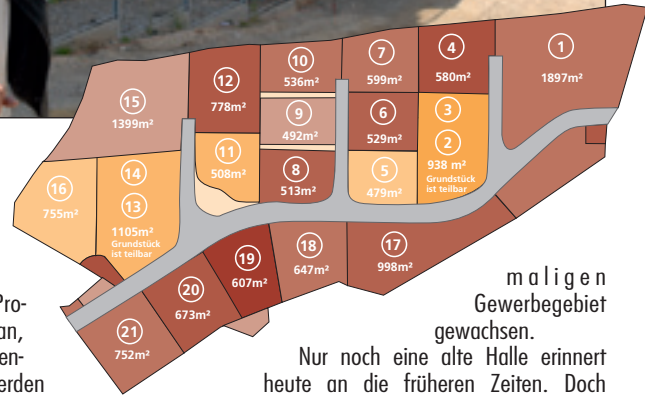 1
1897m²
4
580m²
7
599m²
10
536m²
12
778m²
15
1399m²
9
492m²
6
529m²
3
2
938 m²
Grundstück
ist teilbar
11
508m²
8
513m²
5
479m²
16
755m²
14
13
1105m²
Grundstück
ist teilbar
17
998m²
18
647m²
19
607m²
20
673m²
21
752m²
Pro-
an,
en-
erden
maligen
Gewerbegebiet
gewachsen.
Nur noch eine alte Halle erinnert
heute an die früheren Zeiten. Doch